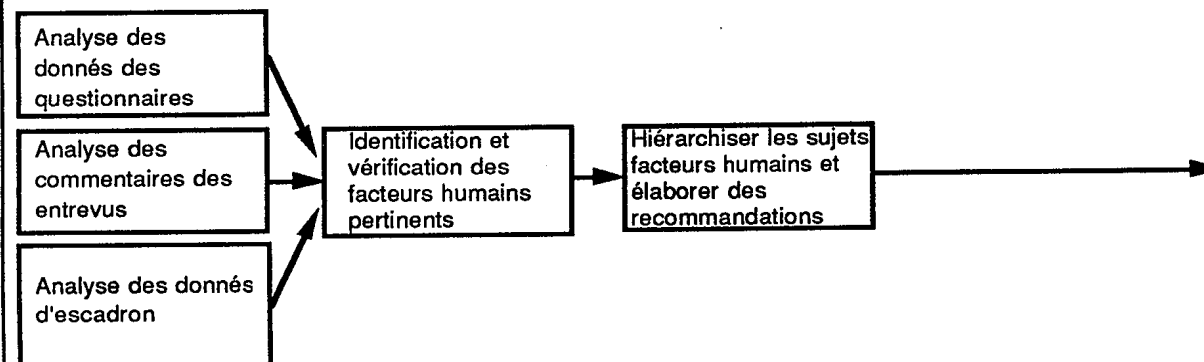 Analyse des
donnés des
questionnaires
Analyse des
commentaires des
entrevus
Analyse des donnés
d'escadron
Identification et
vérification des
facteurs humains
pertinents
Hiérarchiser les sujets
facteurs humains et
élaborer des
recommandations